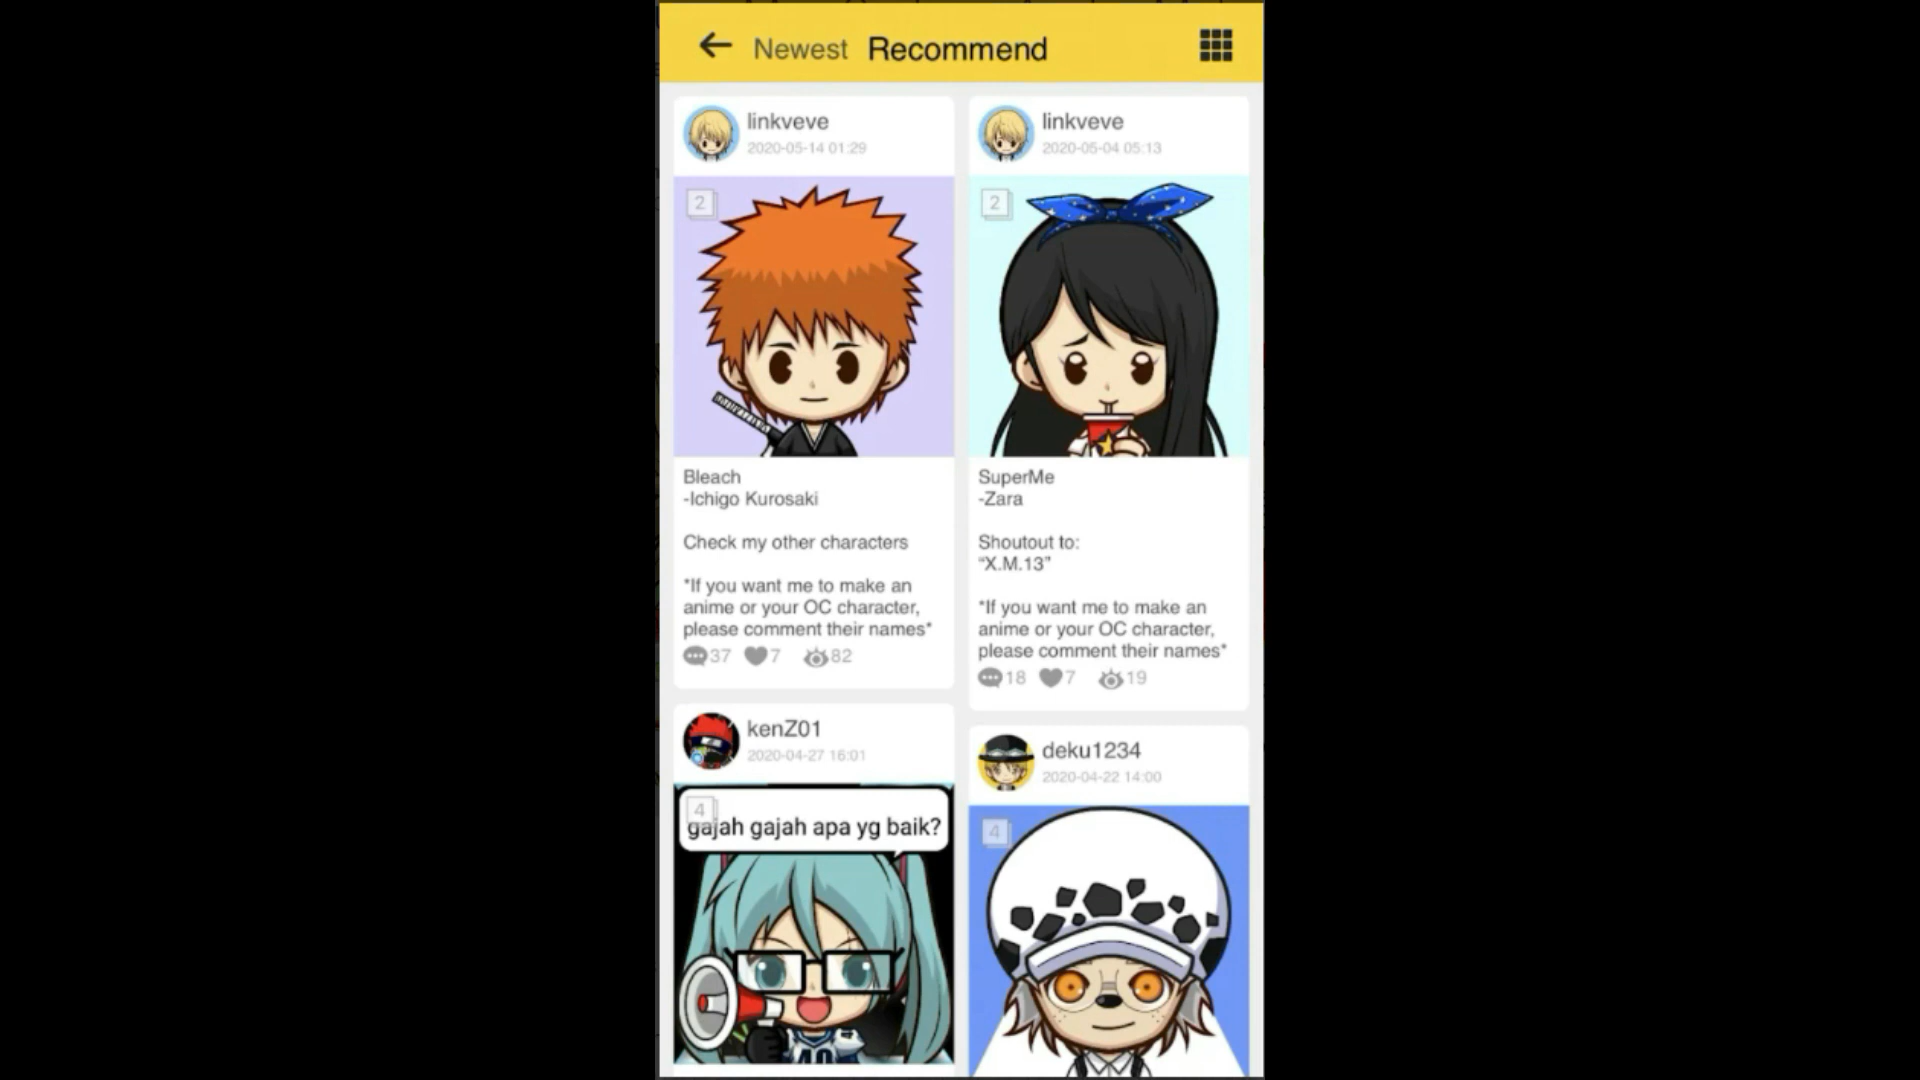 Newest Recommend
linkveve
2020-05-14 01:29
2
Bleach
-Ichigo Kurosaki
Check my other characters
*If you want me to make an
anime or your OC character,
please comment their names*
37 7 82
linkveve
2020-05-04 05:13
2
SuperMe
-Zara
Shoutout to:
“X.M.13”
*If you want me to make an
anime or your OC character,
please comment their names*
18 7 19
kenZ01
2020-04-27 16:01
4
gajah gajah apa yg baik?
40
deku1234
2020-04-22 14:00
4